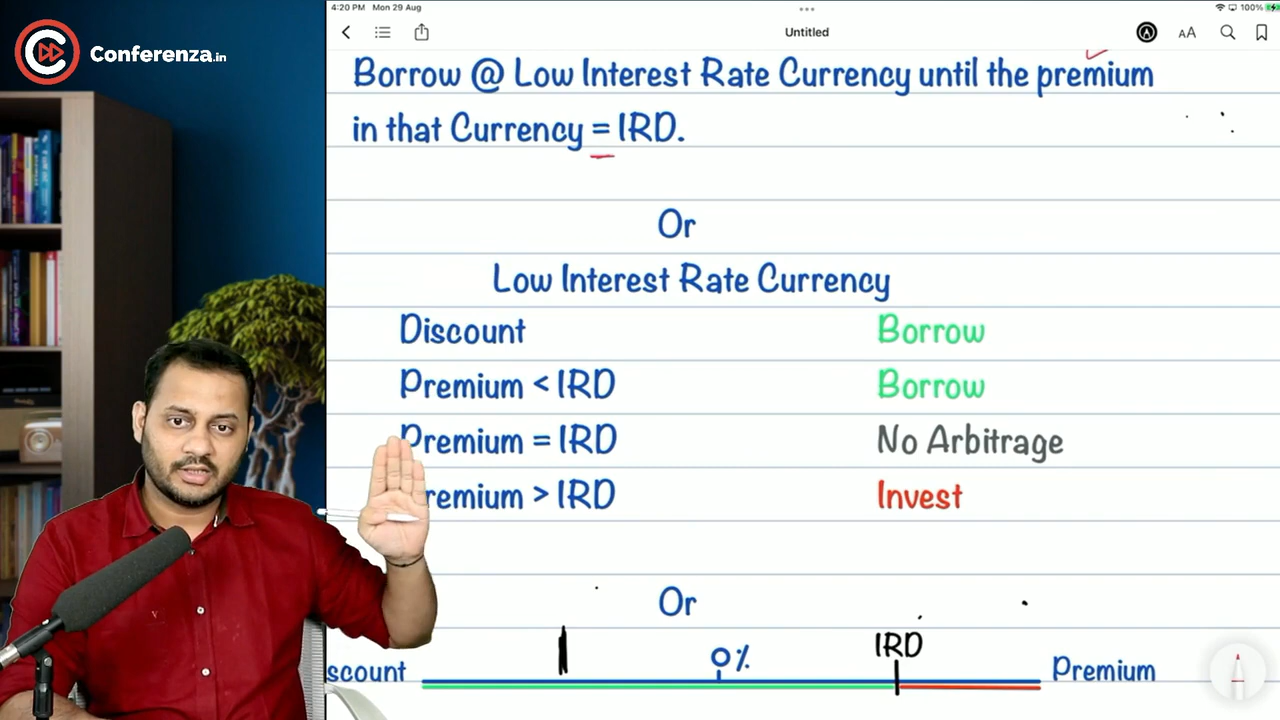 Conferenza.in
4:20 PM Mon 29 Aug
100%
Untitled
AA
Borrow @ Low Interest Rate Currency until the premium
in that Currency = IRD.
Or
Low Interest Rate Currency
Discount Borrow
Premium < IRD Borrow
Premium = IRD No Arbitrage
remium > IRD Invest
Or
scount 0% IRD Premium